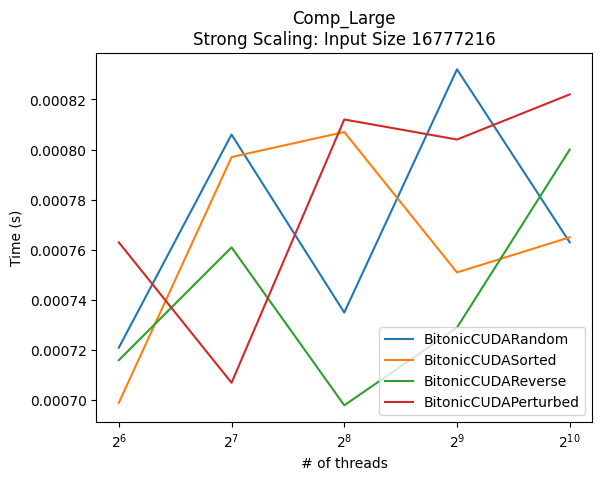 Comp_Large
Strong Scaling: Input Size 16777216
Time (s)
0.00082
0.00080
0.00078
0.00076
0.00074
0.00072
0.00070
2^6 2^7 2^8 2^9 2^10
# of threads
BitonicCUDARandom
BitonicCUDASorted
BitonicCUDAReverse
BitonicCUDAPerturbed